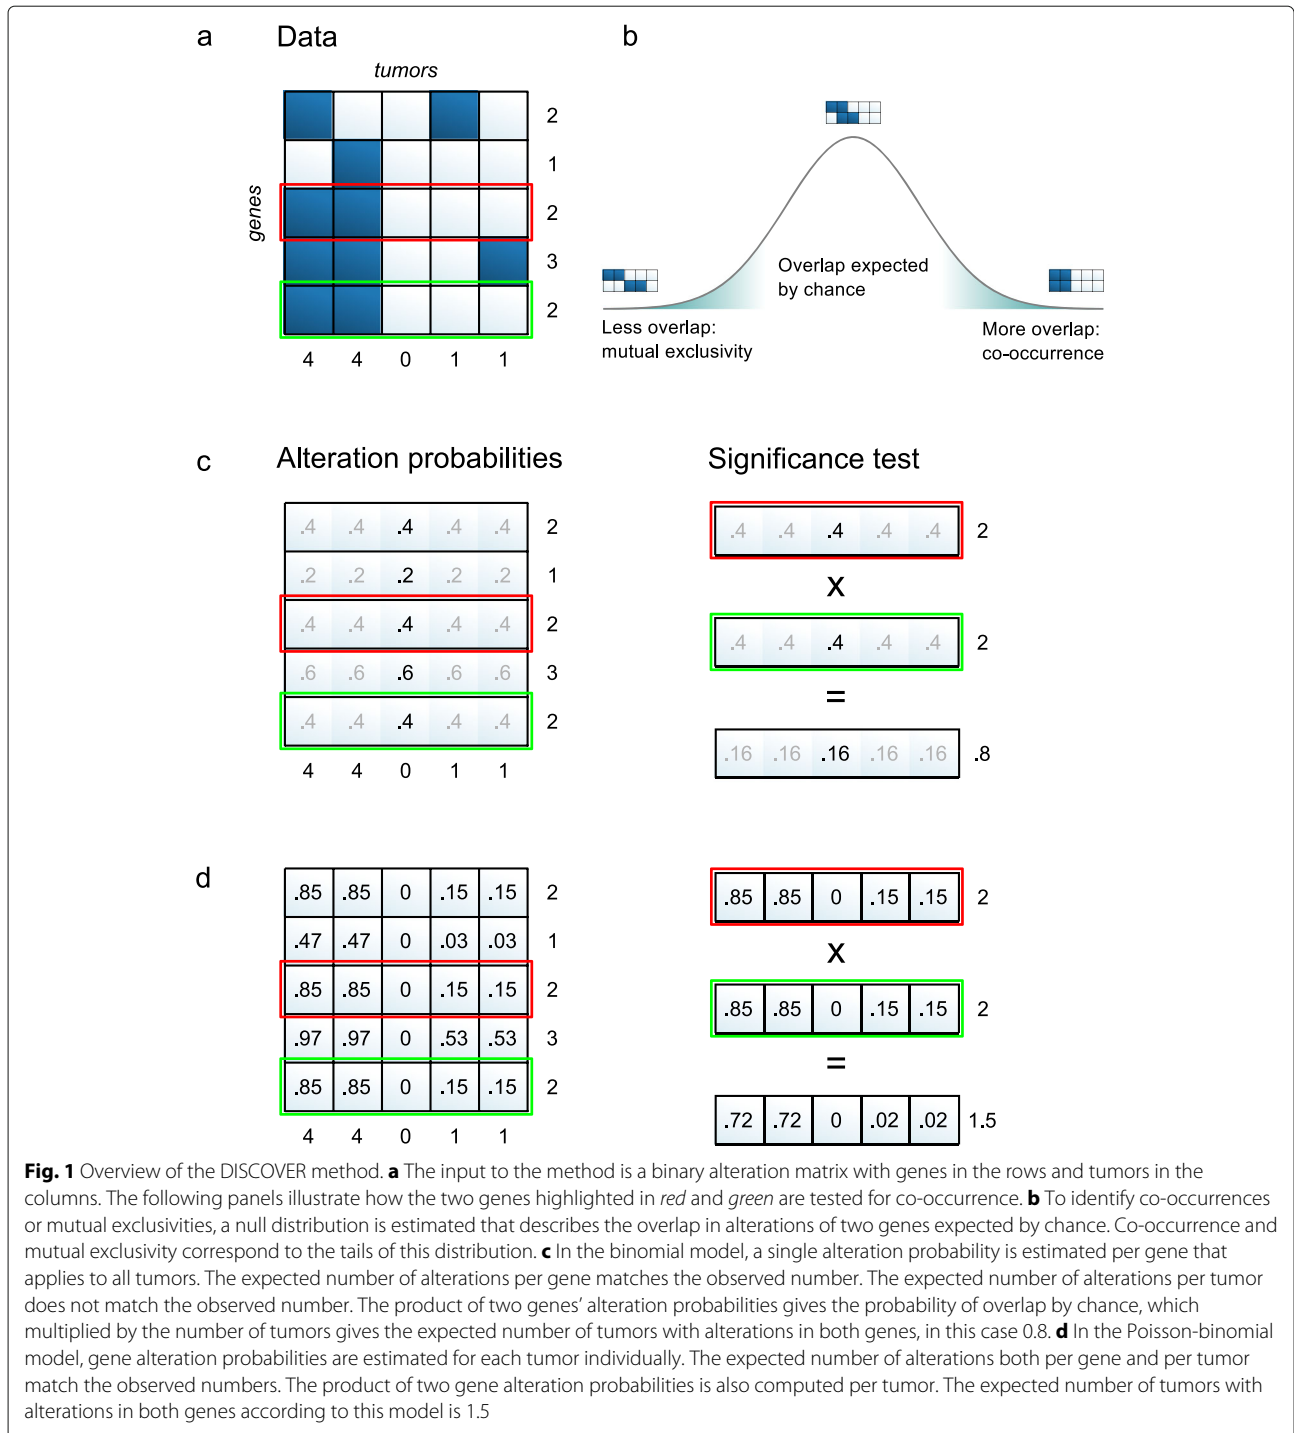 a Data
tumors
genes
2
1
2
3
2
4 4 0 1 1
b
Overlap expected
by chance
Less overlap:
mutual exclusivity
More overlap:
co-occurrence
c Alteration probabilities
.4 .4 .4 .4 .4 2
.2 .2 .2 .2 .2 1
.4 .4 .4 .4 .4 2
.6 .6 .6 .6 .6 3
.4 .4 .4 .4 .4 2
4 4 0 1 1
Significance test
.4 .4 .4 .4 .4 2
x
.4 .4 .4 .4 .4 2
=
.16 .16 .16 .16 .16 .8
d
.85 .85 0 .15 .15 2
.47 .47 0 .03 .03 1
.85 .85 0 .15 .15 2
.97 .97 0 .53 .53 3
.85 .85 0 .15 .15 2
4 4 0 1 1
.85 .85 0 .15 .15 2
x
.85 .85 0 .15 .15 2
=
.72 .72 0 .02 .02 1.5
Fig. 1 Overview of the DISCOVER method. a The input to the method is a binary alteration matrix with genes in the rows and tumors in the
columns. The following panels illustrate how the two genes highlighted in red and green are tested for co-occurrence. b To identify co-occurrences
or mutual exclusivities, a null distribution is estimated that describes the overlap in alterations of two genes expected by chance. Co-occurrence and
mutual exclusivity correspond to the tails of this distribution. c In the binomial model, a single alteration probability is estimated per gene that
applies to all tumors. The expected number of alterations per gene matches the observed number. The expected number of alterations per tumor
does not match the observed number. The product of two genes’ alteration probabilities gives the probability of overlap by chance, which
multiplied by the number of tumors gives the expected number of tumors with alterations in both genes, in this case 0.8. d In the Poisson-binomial
model, gene alteration probabilities are estimated for each tumor individually. The expected number of alterations both per gene and per tumor
match the observed numbers. The product of two gene alteration probabilities is also computed per tumor. The expected number of tumors with
alterations in both genes according to this model is 1.5